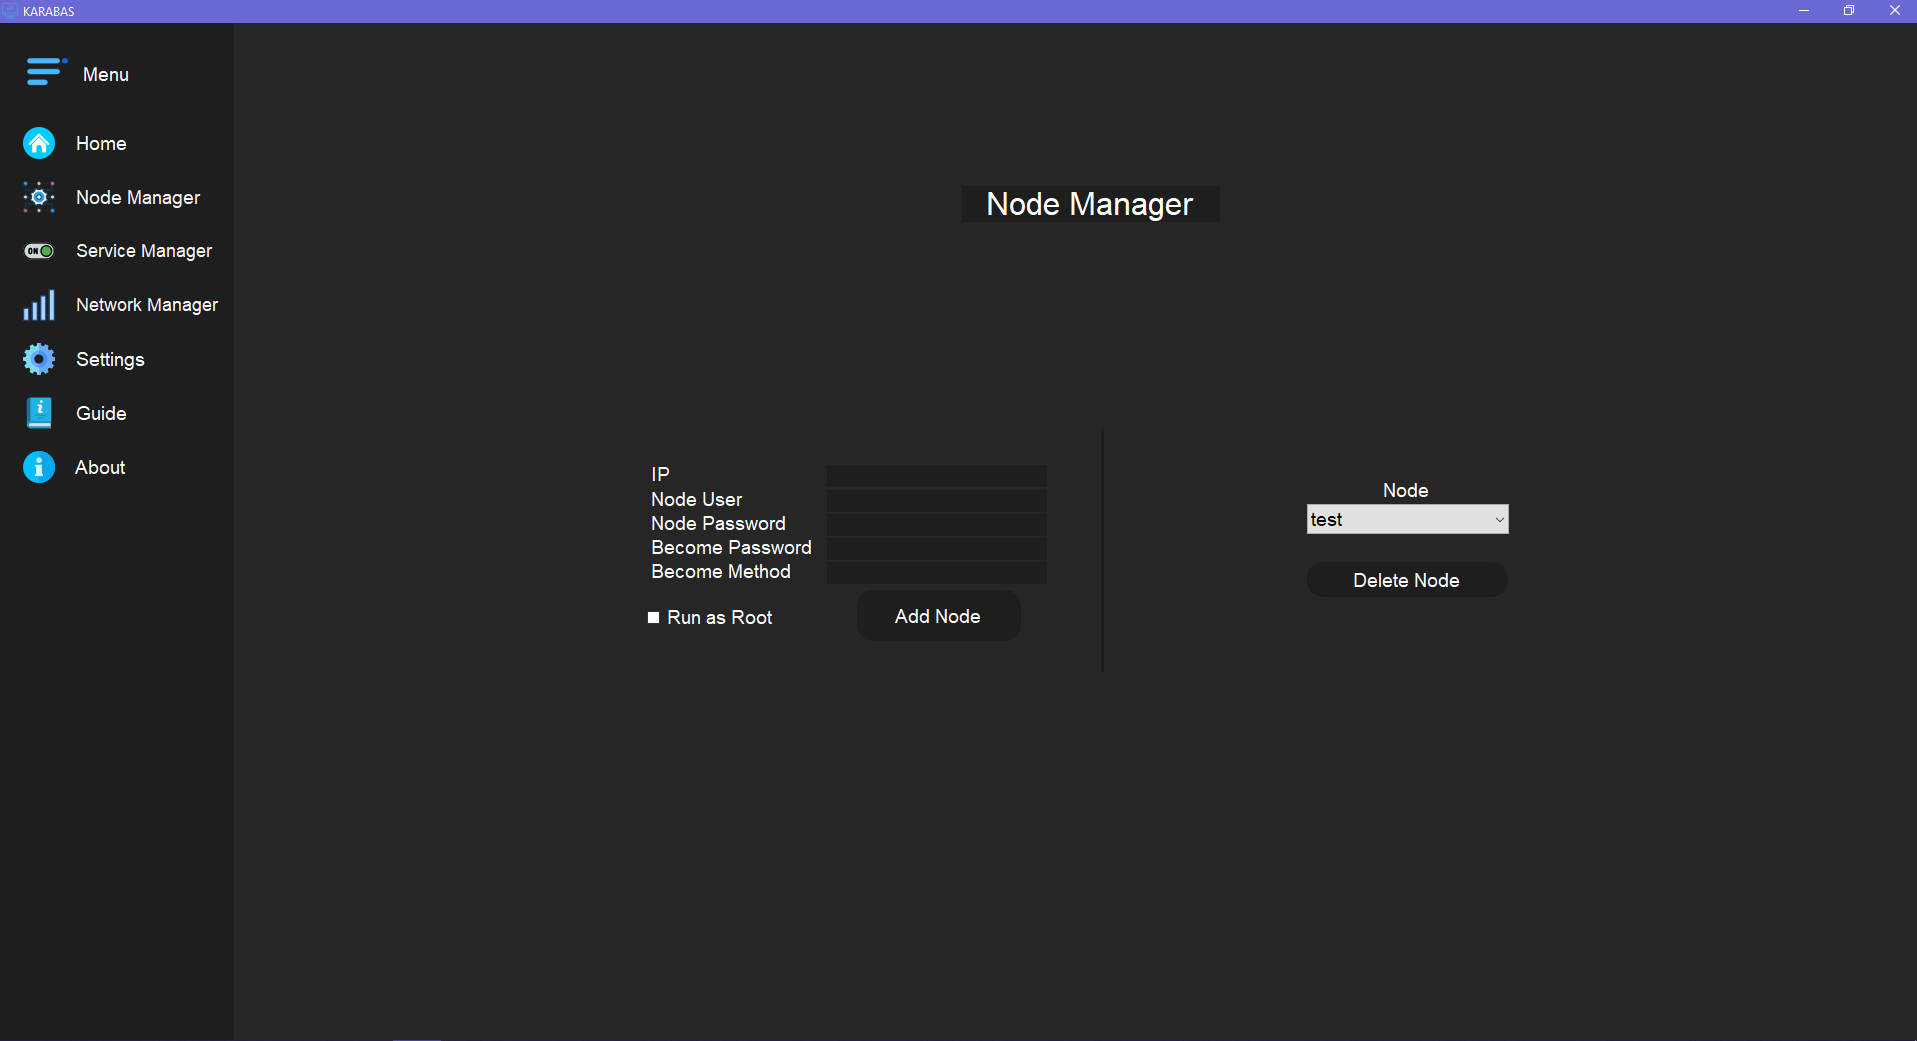 KARABAS
Menu
Home
Node Manager
ON
Service Manager
Network Manager
Settings
Guide
About
Node Manager
IP
Node User
Node Password
Become Password
Become Method
Run as Root
Add Node
Node
test
Delete Node